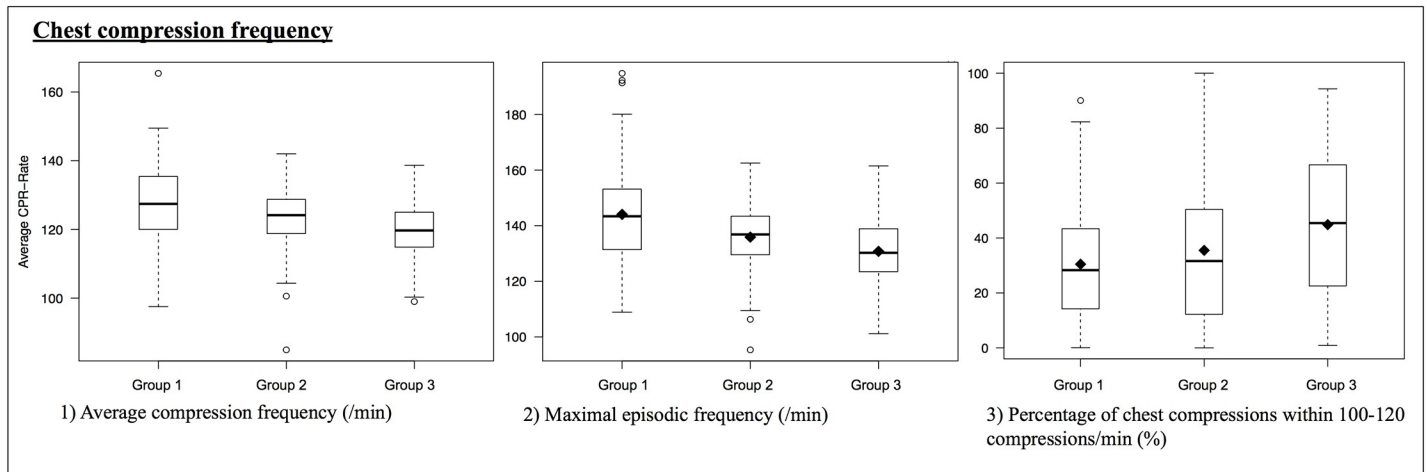 Chest compression frequency
Average CPR−Rate
160
140
120
100
Group 1 Group 2 Group 3
1) Average compression frequency (/min)
180
160
140
120
100
Group 1 Group 2 Group 3
2) Maximal episodic frequency (/min)
100
80
60
40
20
0
Group 1 Group 2 Group 3
3) Percentage of chest compressions within 100-120
compressions/min (%)